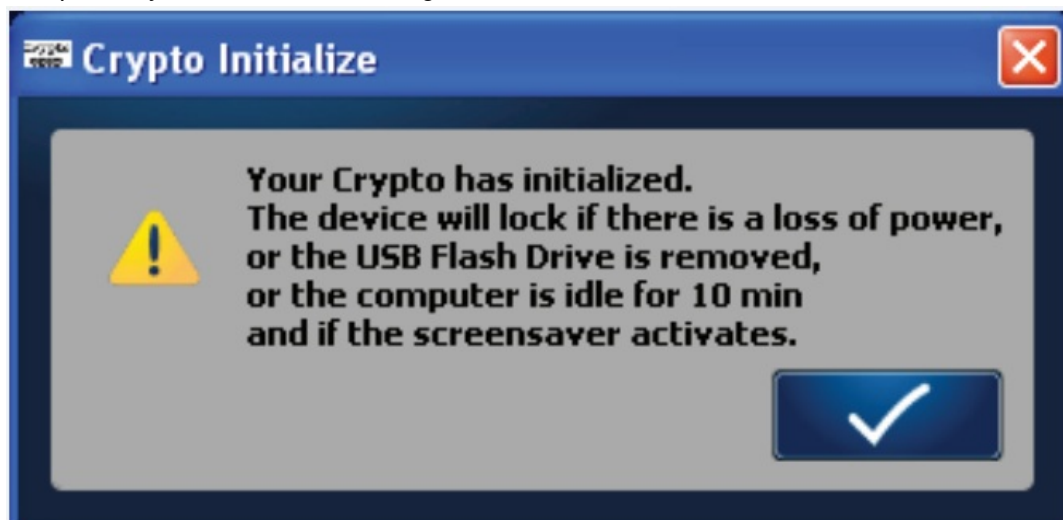 Crypto Initialize
Your Crypto has initialized.
The device will lock if there is a loss of power,
or the USB Flash Drive is removed,
or the computer is idle for 10 min
and if the screensaver activates.